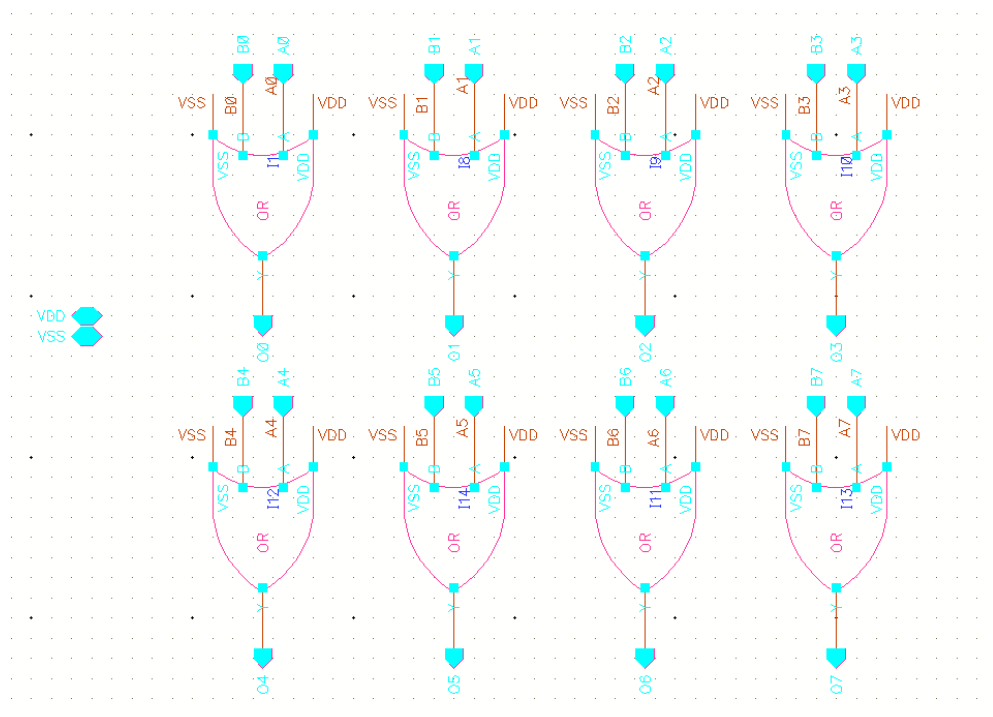 B0 A0 B1 A1 B2 A2 B3 A3
VSS B0 A0 VDD VSS B1 A1 VDD VSS B2 A2 VDD VSS B3 A3 VDD
B A B A B A B A
VSS I1 VDD VSS I8 VDD VSS I9 VDD VSS I10 VDD
OR OR OR OR
Y Y Y Y
VDD
VSS
O0 O1 O2 O3
B4 A4 B5 A5 B6 A6 B7 A7
VSS B4 A4 VDD VSS B5 A5 VDD VSS B6 A6 VDD VSS B7 A7 VDD
B A B A B A B A
VSS I12 VDD VSS I14 VDD VSS I11 VDD VSS I13 VDD
OR OR OR OR
Y Y Y Y
O4 O5 O6 O7